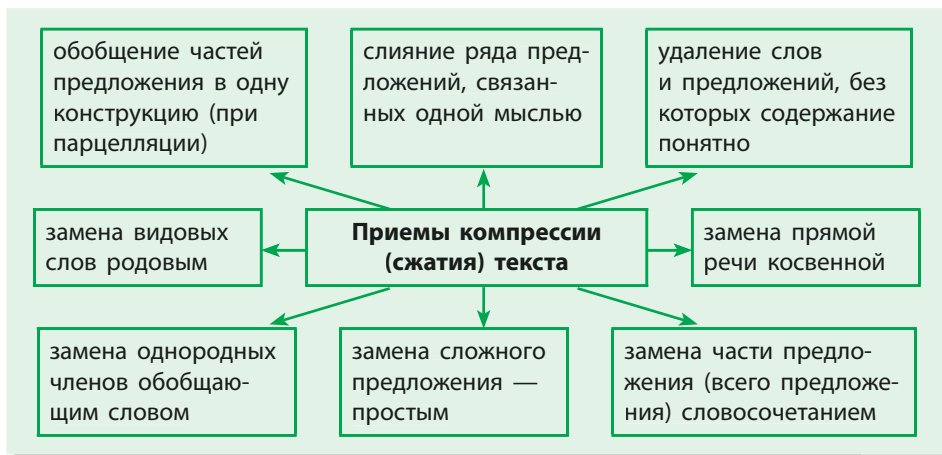 обобщение частей
предложения в одну
конструкцию (при
парцелляции)
слияние ряда пред-
ложений, связан-
ных одной мыслью
удаление слов
и предложений, без
которых содержание
понятно
замена видовых
слов родовым
Приемы компрессии
(сжатия) текста
замена прямой
речи косвенной
замена однородных
членов обобщаю-
щим словом
замена сложного
предложения —
простым
замена части предло-
жения (всего предложе-
ния) словосочетанием